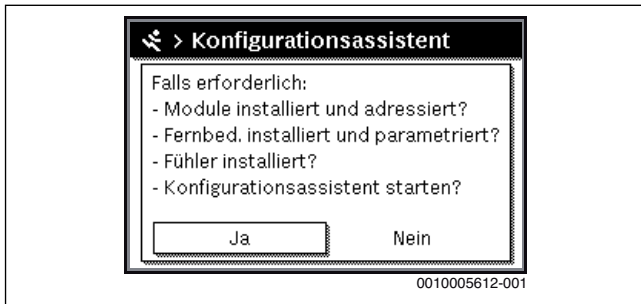 > Konfigurationsassistent
Falls erforderlich:
- Module installiert und adressiert?
- Fernbed. installiert und parametriert?
- Fühler installiert?
- Konfigurationsassistent starten?
Ja Nein
0010005612-001